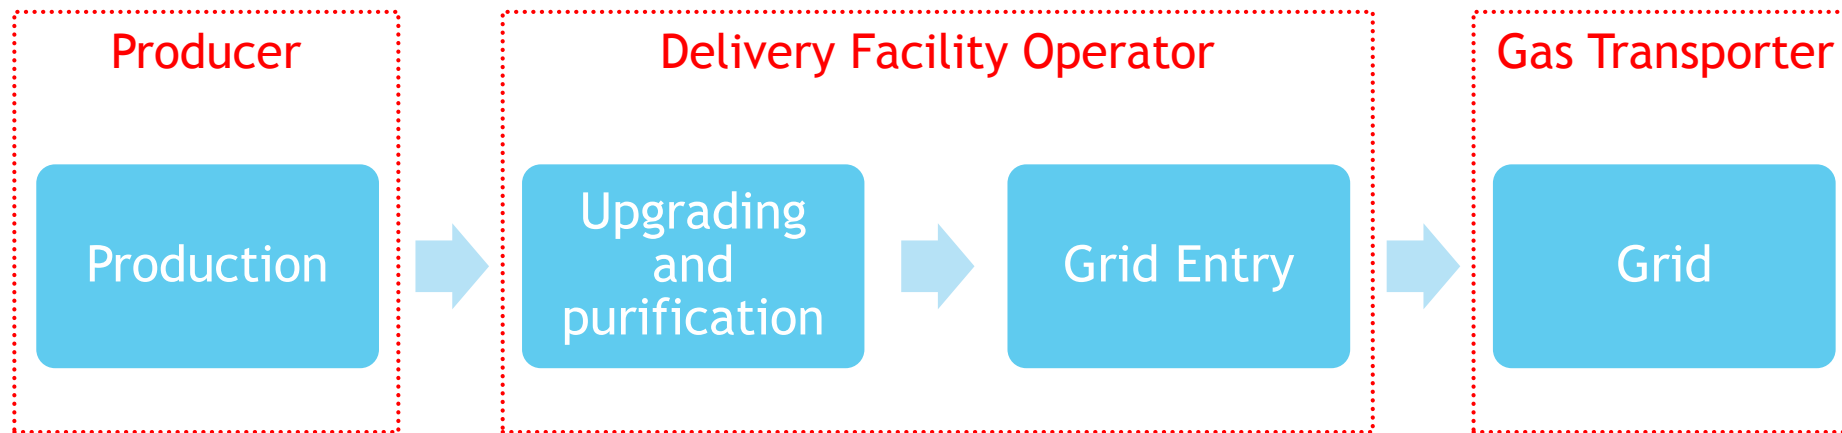 Producer
Delivery Facility Operator
Gas Transporter
Production
Upgrading
and
purification
Grid Entry
Grid